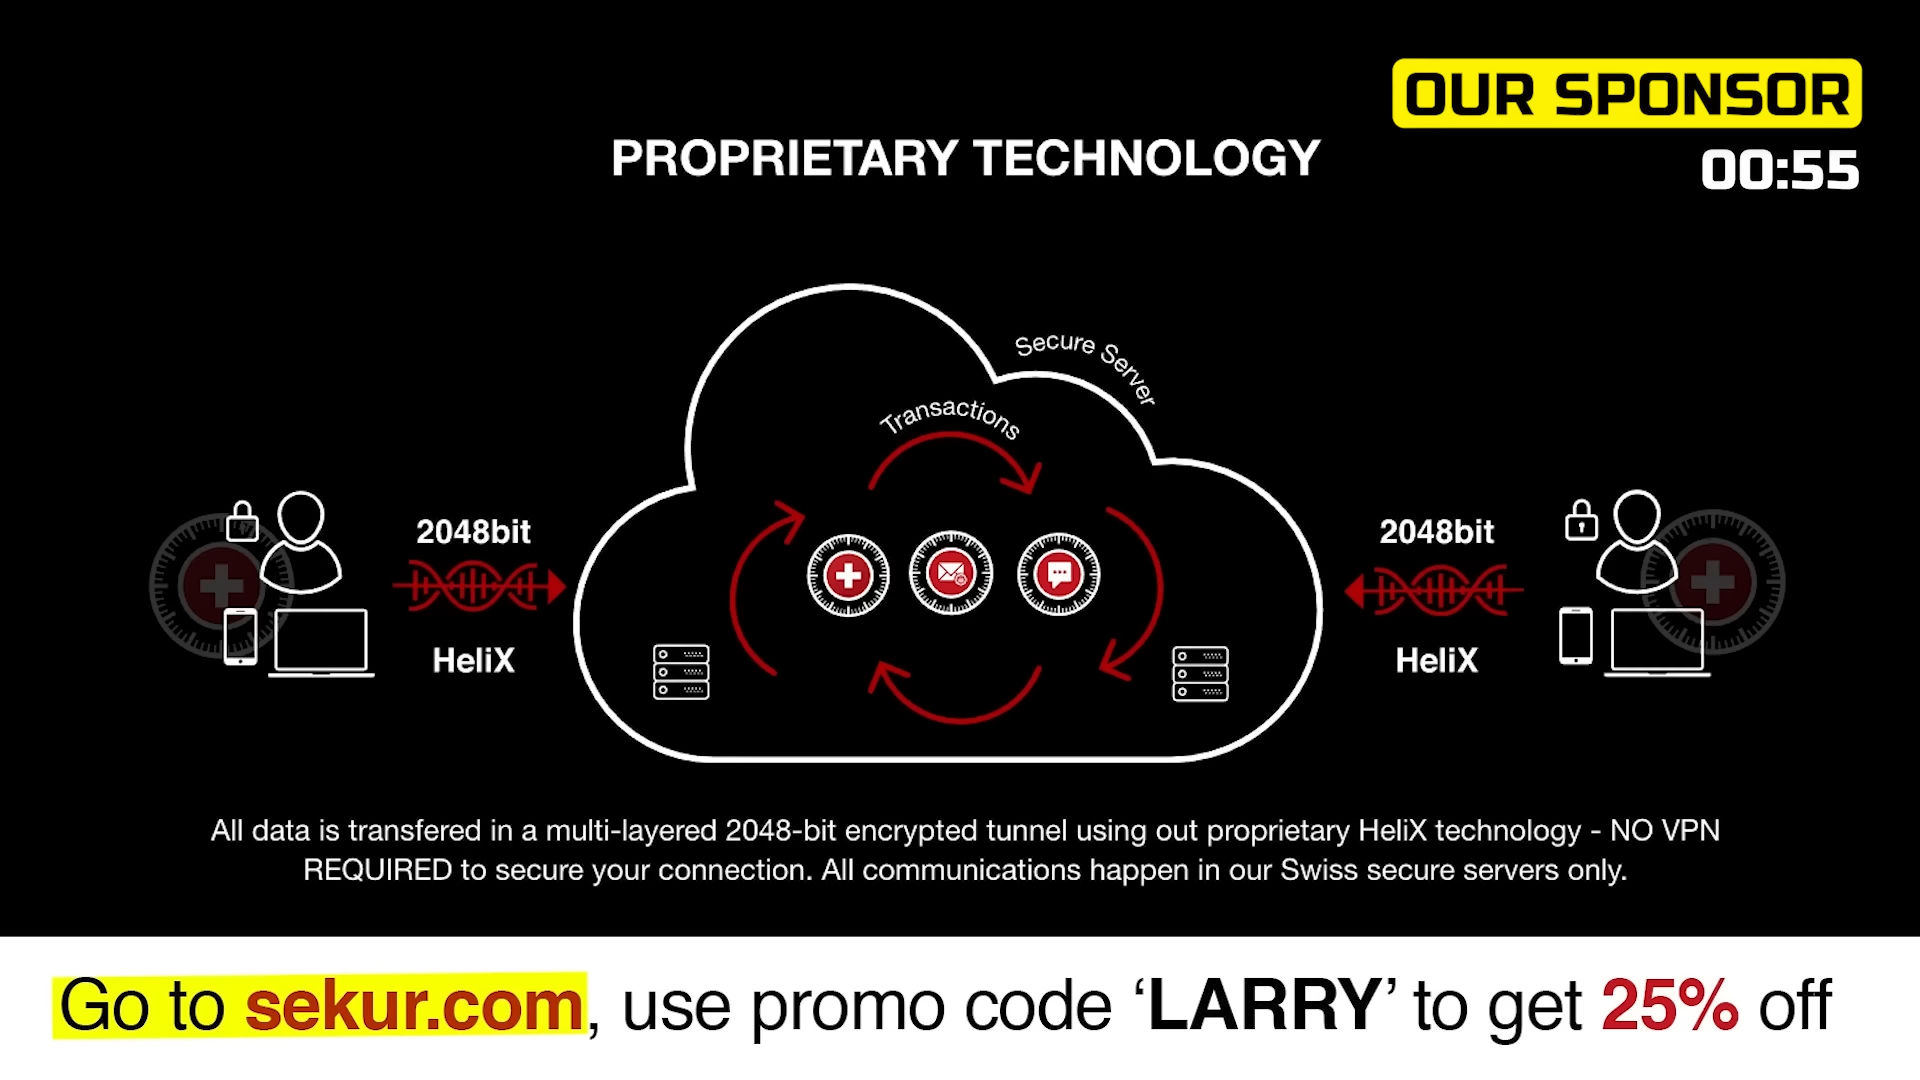 OUR SPONSOR
00:55
PROPRIETARY TECHNOLOGY
Secure Server
Transactions
2048bit
HeliX
2048bit
HeliX
All data is transfered in a multi-layered 2048-bit encrypted tunnel using out proprietary HeliX technology - NO VPN
REQUIRED to secure your connection. All communications happen in our Swiss secure servers only.
Go to sekur.com, use promo code ‘LARRY’ to get 25% off